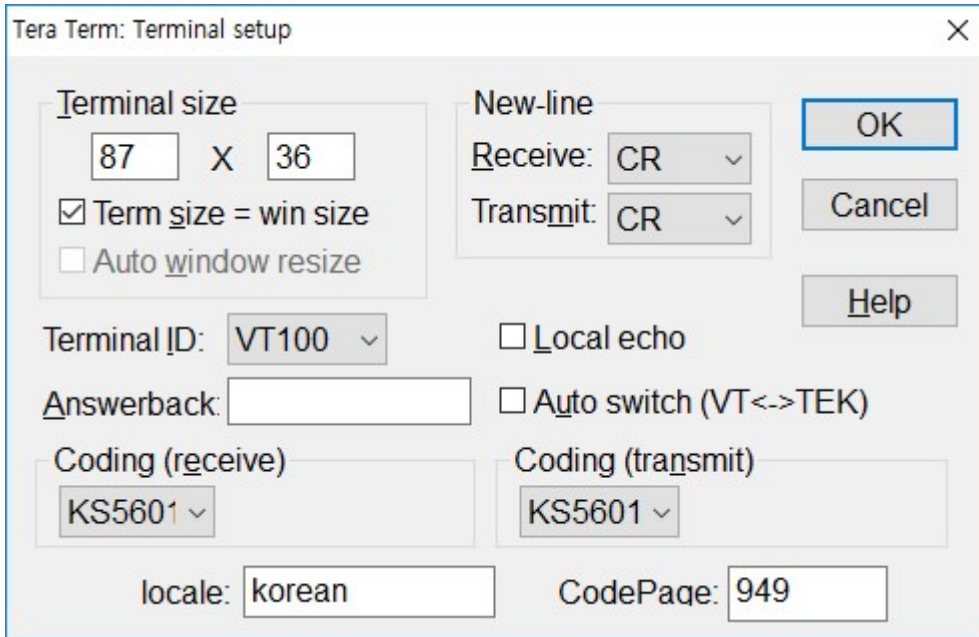 Tera Term: Terminal setup
Terminal size
87 X 36
Term size = win size
Auto window resize
New-line
Receive: CR
Transmit: CR
OK
Cancel
Help
Terminal ID: VT100
Local echo
Answerback:
Auto switch (VT<->TEK)
Coding (receive)
KS5601
Coding (transmit)
KS5601
locale: korean
CodePage: 949